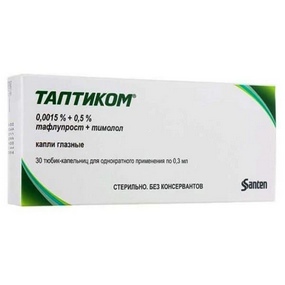 ТАПТИКОМ®
0,0015 % + 0,5 %
тафлупрост + тимолол
капли глазные
30 тюбик-капельниц для однократного применения по 0,3 мл
СТЕРИЛЬНО. БЕЗ КОНСЕРВАНТОВ
Santen